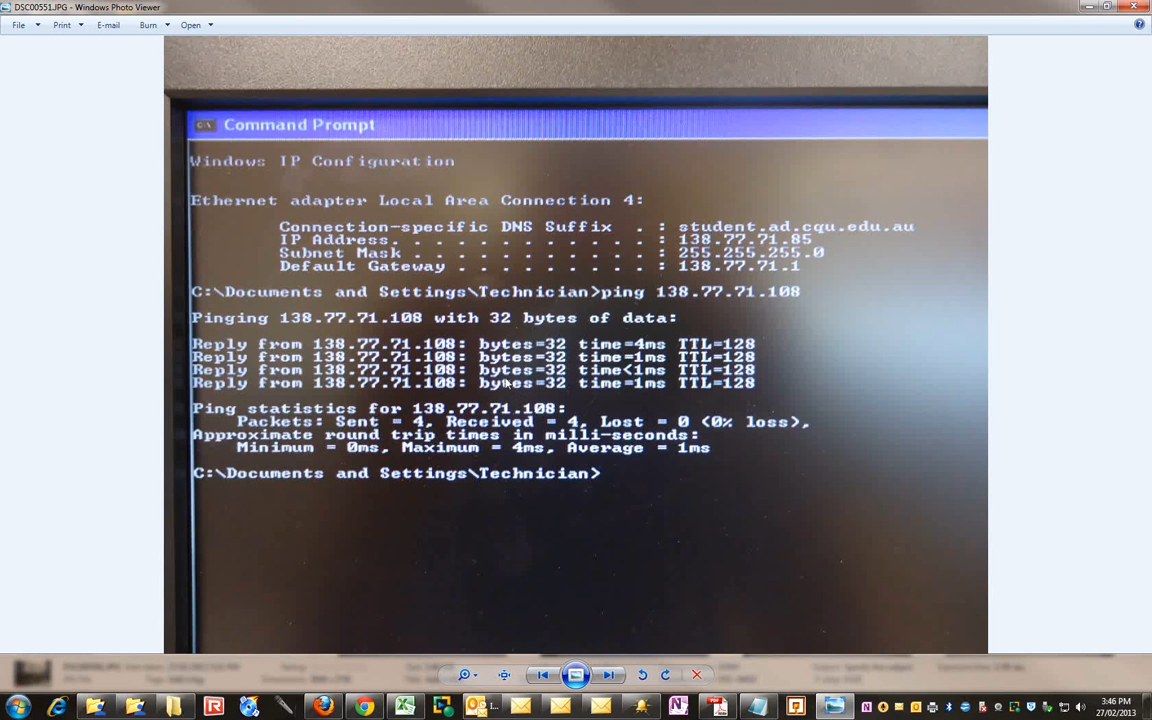 DSC00551.JPG - Windows Photo Viewer
File Print E-mail Burn Open
Command Prompt
Windows IP Configuration
Ethernet adapter Local Area Connection 4:
Connection-specific DNS Suffix . : student.ad.cqu.edu.au
IP Address. . . . . . . . . . . . : 138.77.71.85
Subnet Mask . . . . . . . . . . . : 255.255.255.0
Default Gateway . . . . . . . . . : 138.77.71.1
C:\Documents and Settings\Technician>ping 138.77.71.108
Pinging 138.77.71.108 with 32 bytes of data:
Reply from 138.77.71.108: bytes=32 time=4ms TTL=128
Reply from 138.77.71.108: bytes=32 time=1ms TTL=128
Reply from 138.77.71.108: bytes=32 time<1ms TTL=128
Reply from 138.77.71.108: bytes=32 time=1ms TTL=128
Ping statistics for 138.77.71.108:
Packets: Sent = 4, Received = 4, Lost = 0 (0% loss),
Approximate round trip times in milli-seconds:
Minimum = 0ms, Maximum = 4ms, Average = 1ms
C:\Documents and Settings\Technician>
3:46 PM
27/02/2013